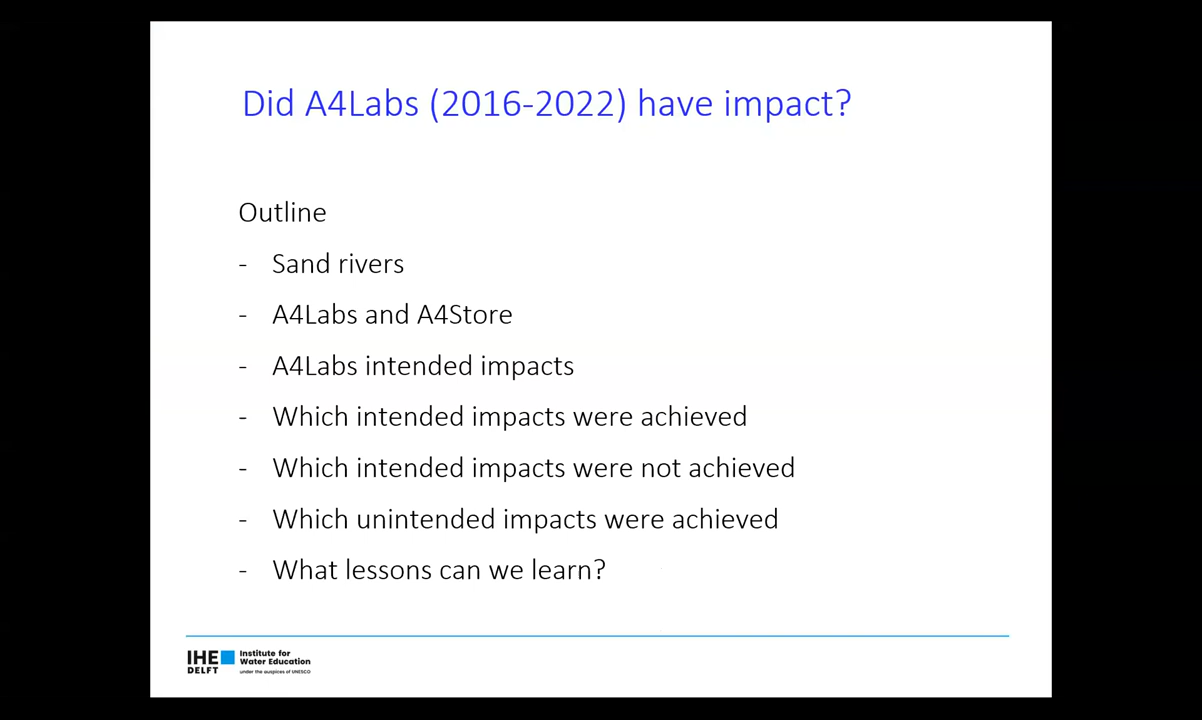 Did A4Labs (2016-2022) have impact?
Outline
- Sand rivers
- A4Labs and A4Store
- A4Labs intended impacts
- Which intended impacts were achieved
- Which intended impacts were not achieved
- Which unintended impacts were achieved
- What lessons can we learn?
IHE DELFT
Institute for
Water Education
under the auspices of UNESCO